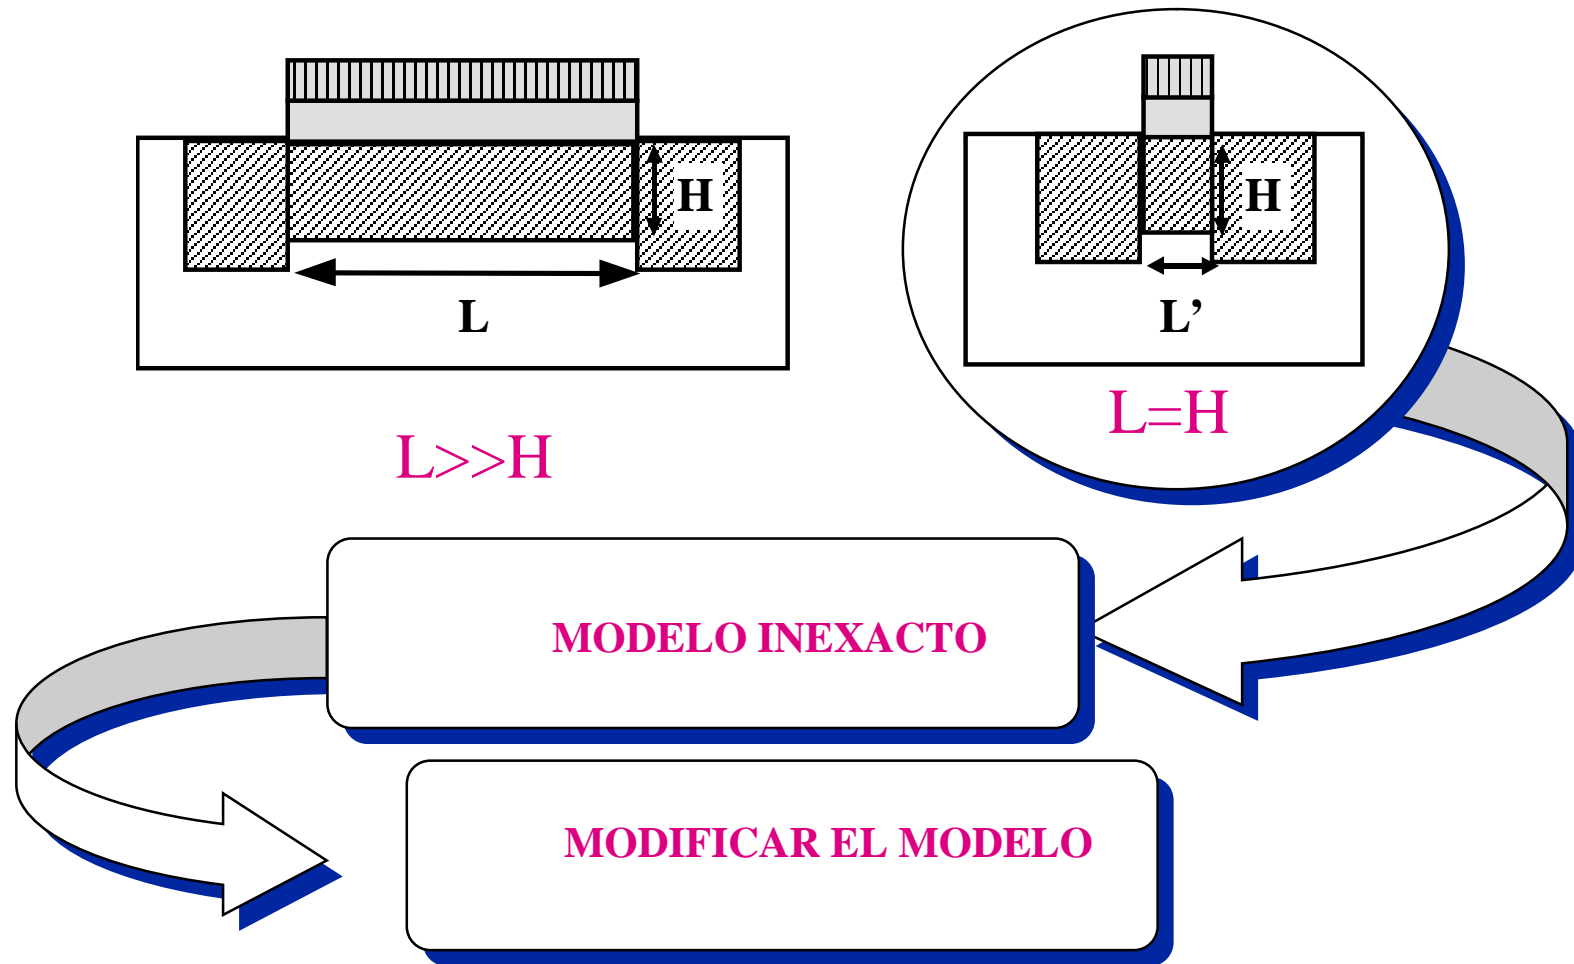 H
L
L>>H
H
L’
L=H
MODELO INEXACTO
MODIFICAR EL MODELO